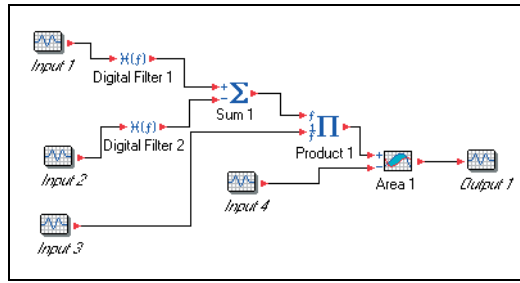 Input 1
H(f)
Digital Filter 1
+
−
Σ
Sum 1
H(f)
Digital Filter 2
f
1/f
Π
Product 1
Input 2
+
−
Area 1
Output 1
Input 4
Input 3